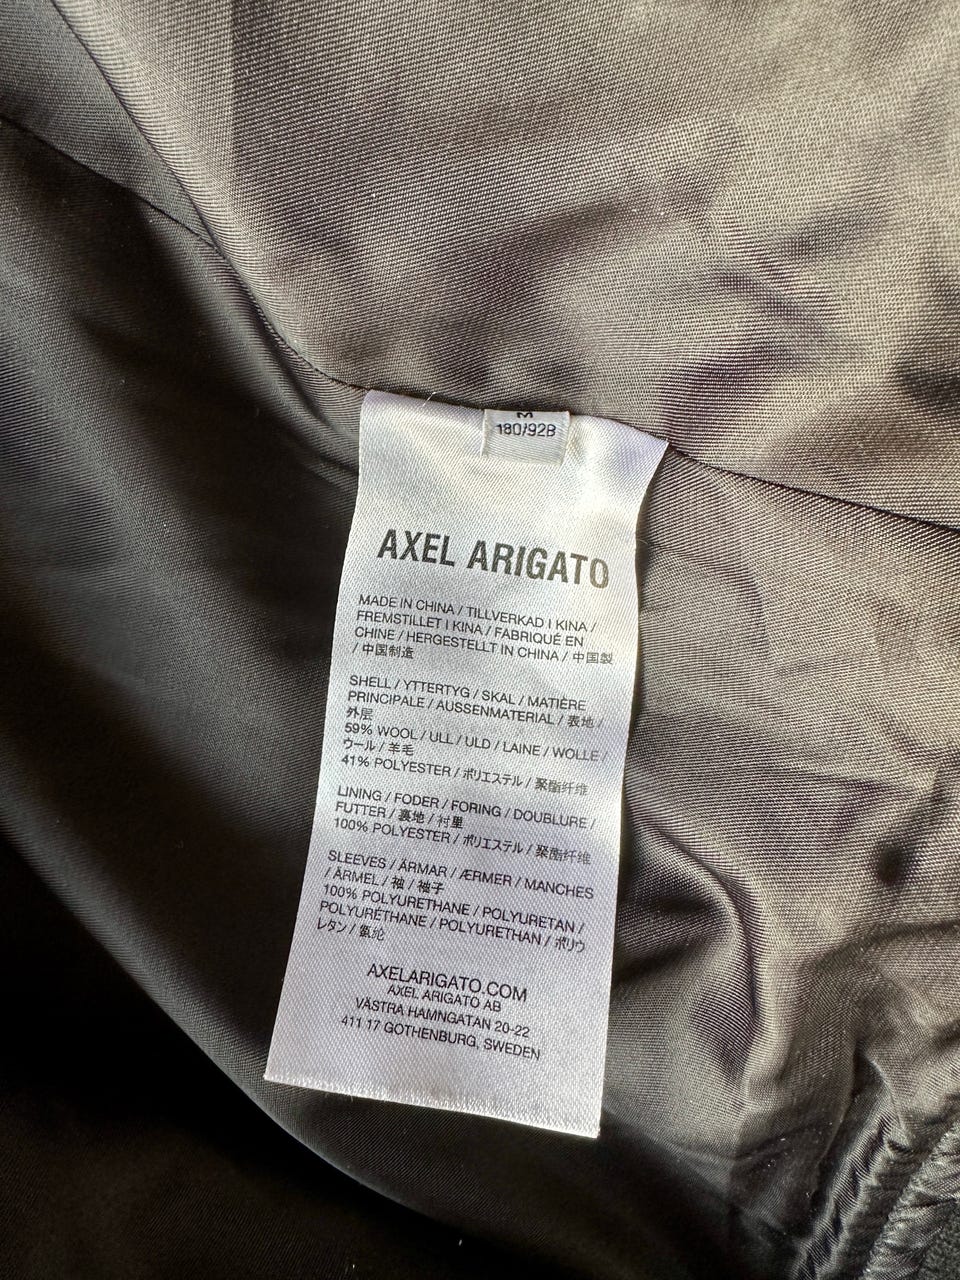 M
180/92B
AXEL ARIGATO
MADE IN CHINA / TILLVERKAD I KINA /
FREMSTILLET I KINA / FABRIQUÉ EN
CHINE / HERGESTELLT IN CHINA / 中国製
/ 中国制造
SHELL / YTTERTYG / SKAL / MATIÈRE
PRINCIPALE / AUSSENMATERIAL / 表地 /
外层
59% WOOL / ULL / ULD / LAINE / WOLLE /
ウール / 羊毛
41% POLYESTER / ポリエステル / 聚酯纤维
LINING / FODER / FORING / DOUBLURE /
FUTTER / 裏地 / 衬里
100% POLYESTER / ポリエステル / 聚酯纤维
SLEEVES / ÄRMAR / ÆRMER / MANCHES
/ ÄRMEL / 袖 / 袖子
100% POLYURETHANE / POLYURETAN /
POLYURÉTHANE / POLYURETHAN / ポリウ
レタン / 氨纶
AXELARIGATO.COM
AXEL ARIGATO AB
VÄSTRA HAMNGATAN 20-22
411 17 GOTHENBURG, SWEDEN